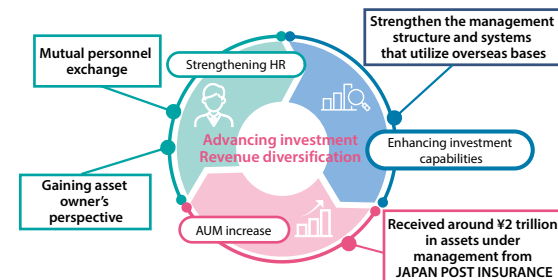 Strengthen the management
structure and systems
that utilize overseas bases
Mutual personnel
exchange
Strengthening HR
Advancing investment
Revenue diversification
Enhancing investment
capabilities
Gaining asset
owner's
perspective
AUM increase
Received around ¥2 trillion
in assets under
management from
JAPAN POST INSURANCE